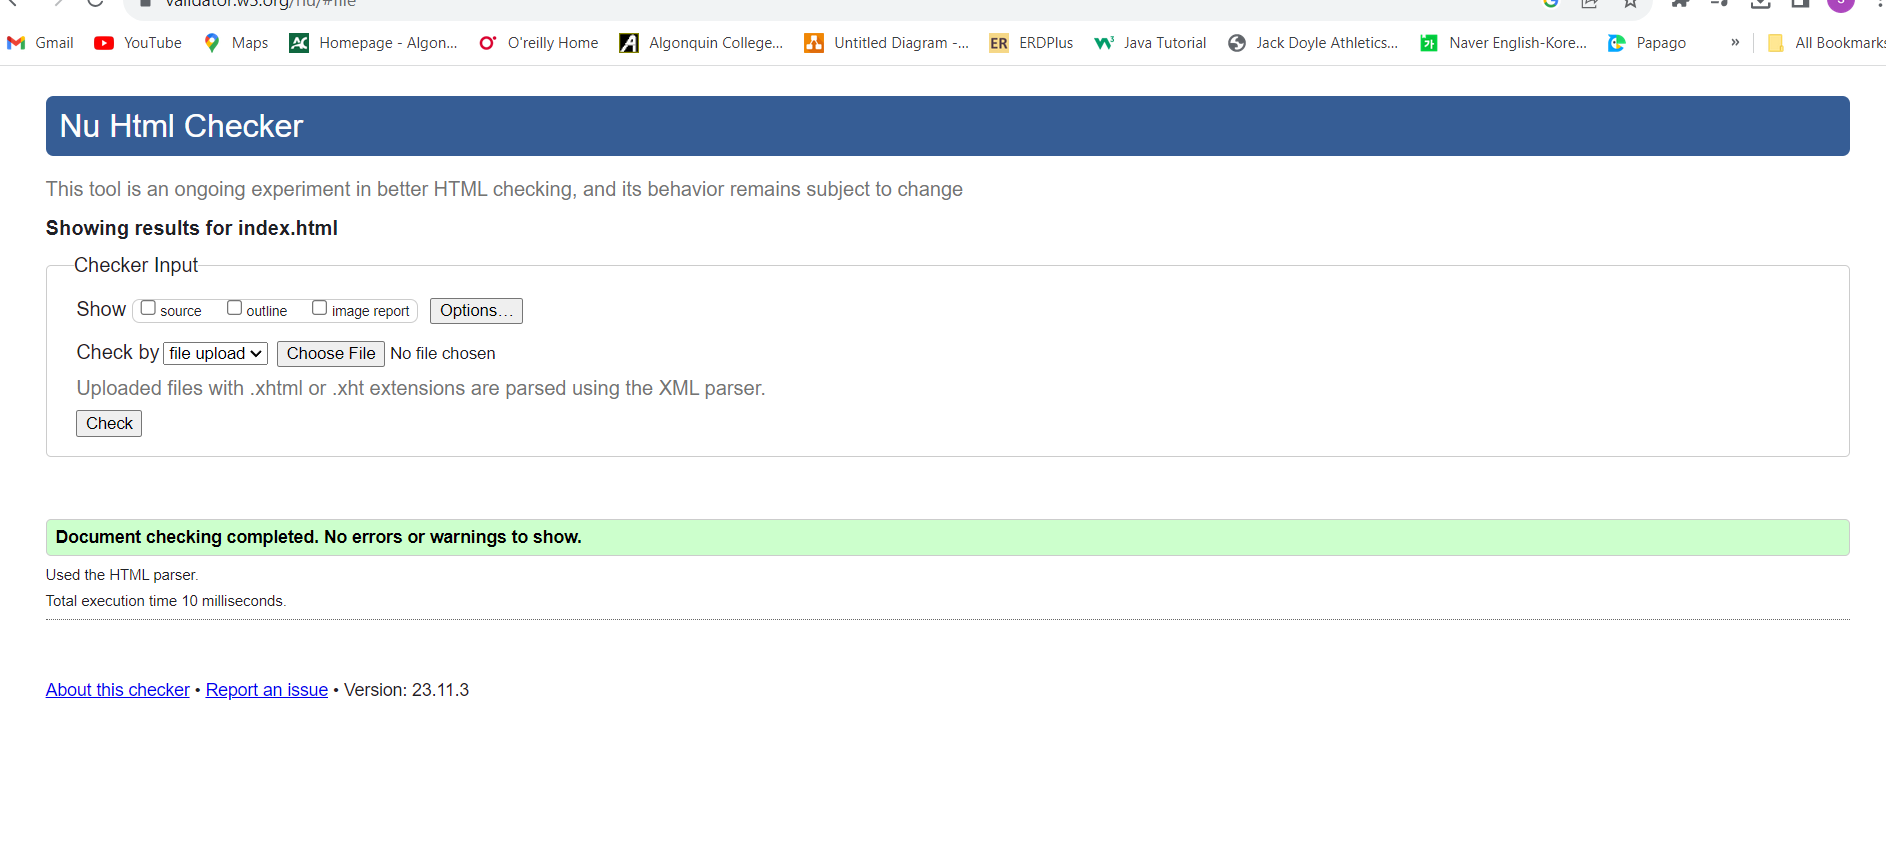 validator.w3.org/nu/#file
Gmail YouTube Maps Homepage - Algon... O'reilly Home Algonquin College... Untitled Diagram -... ER ERDPlus Java Tutorial Jack Doyle Athletics... Naver English-Kore... Papago » All Bookmarks
Nu Html Checker
This tool is an ongoing experiment in better HTML checking, and its behavior remains subject to change
Showing results for index.html
Checker Input
Show source outline image report Options...
Check by file upload Choose File No file chosen
Uploaded files with .xhtml or .xht extensions are parsed using the XML parser.
Check
Document checking completed. No errors or warnings to show.
Used the HTML parser.
Total execution time 10 milliseconds.
About this checker • Report an issue • Version: 23.11.3